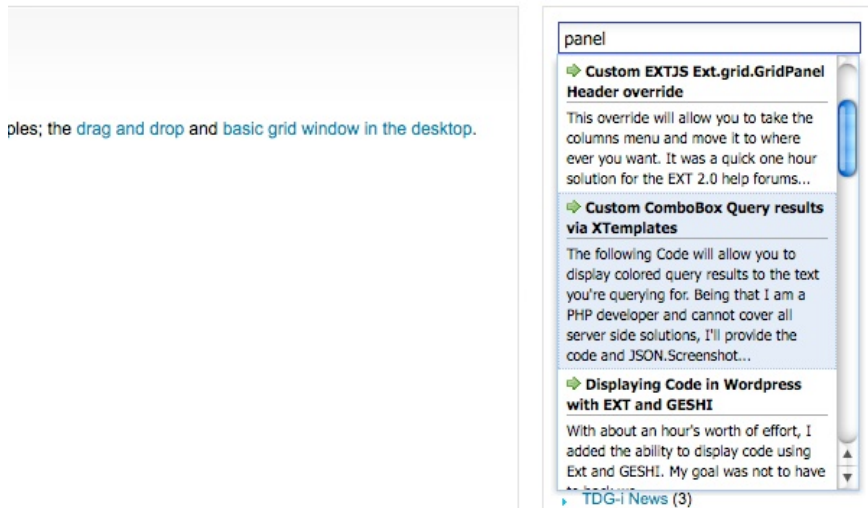 ples; the drag and drop and basic grid window in the desktop.
panel
Custom EXTJS Ext.grid.GridPanel
Header override
This override will allow you to take the
columns menu and move it to where
ever you want. It was a quick one hour
solution for the EXT 2.0 help forums...
Custom ComboBox Query results
via XTemplates
The following Code will allow you to
display colored query results to the text
you're querying for. Being that I am a
PHP developer and cannot cover all
server side solutions, I'll provide the
code and JSON.Screenshot...
Displaying Code in Wordpress
with EXT and GESHI
With about an hour's worth of effort, I
added the ability to display code using
Ext and GESHI. My goal was not to have
TDG-i News (3)